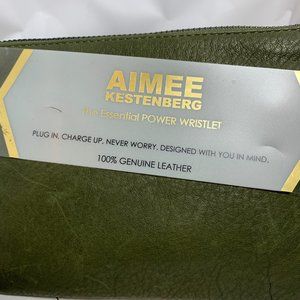 AIMEE
KESTENBERG
The Essential POWER WRISTLET
PLUG IN. CHARGE UP. NEVER WORRY. DESIGNED WITH YOU IN MIND.
100% GENUINE LEATHER